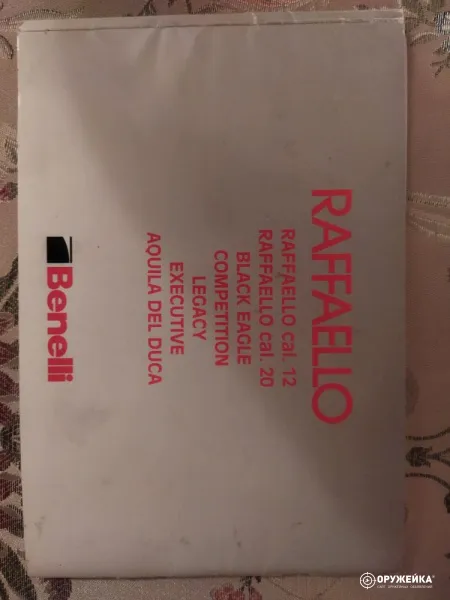 RAFFAELLO
RAFFAELLO cal. 12
RAFFAELLO cal. 20
BLACK EAGLE
COMPETITION
LEGACY
EXECUTIVE
AQUILA DEL DUCA
Benelli
ОРУЖЕЙКА®